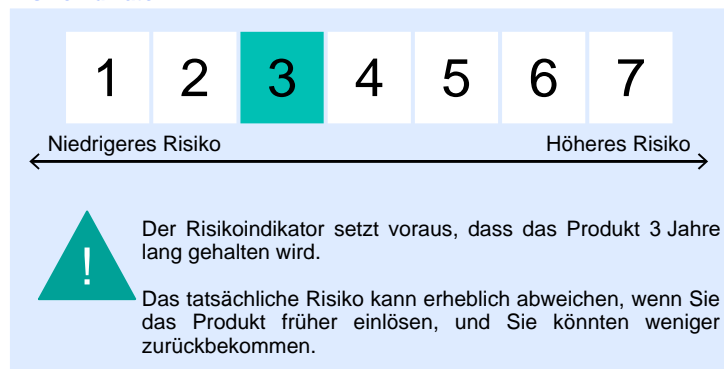 1 2 3 4 5 6 7
Niedrigeres Risiko Höheres Risiko
!
Der Risikoindikator setzt voraus, dass das Produkt 3 Jahre
lang gehalten wird.
Das tatsächliche Risiko kann erheblich abweichen, wenn Sie
das Produkt früher einlösen, und Sie könnten weniger
zurückbekommen.